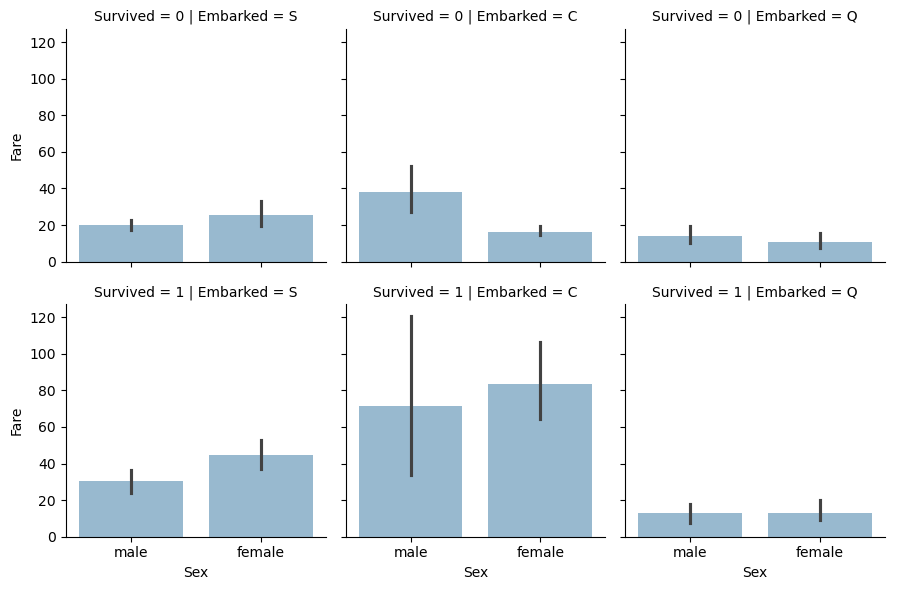 Survived = 0 | Embarked = S
Survived = 0 | Embarked = C
Survived = 0 | Embarked = Q
120
100
80
60
40
20
0
Fare
Survived = 1 | Embarked = S
Survived = 1 | Embarked = C
Survived = 1 | Embarked = Q
120
100
80
60
40
20
0
Fare
male female
male female
male female
Sex
Sex
Sex